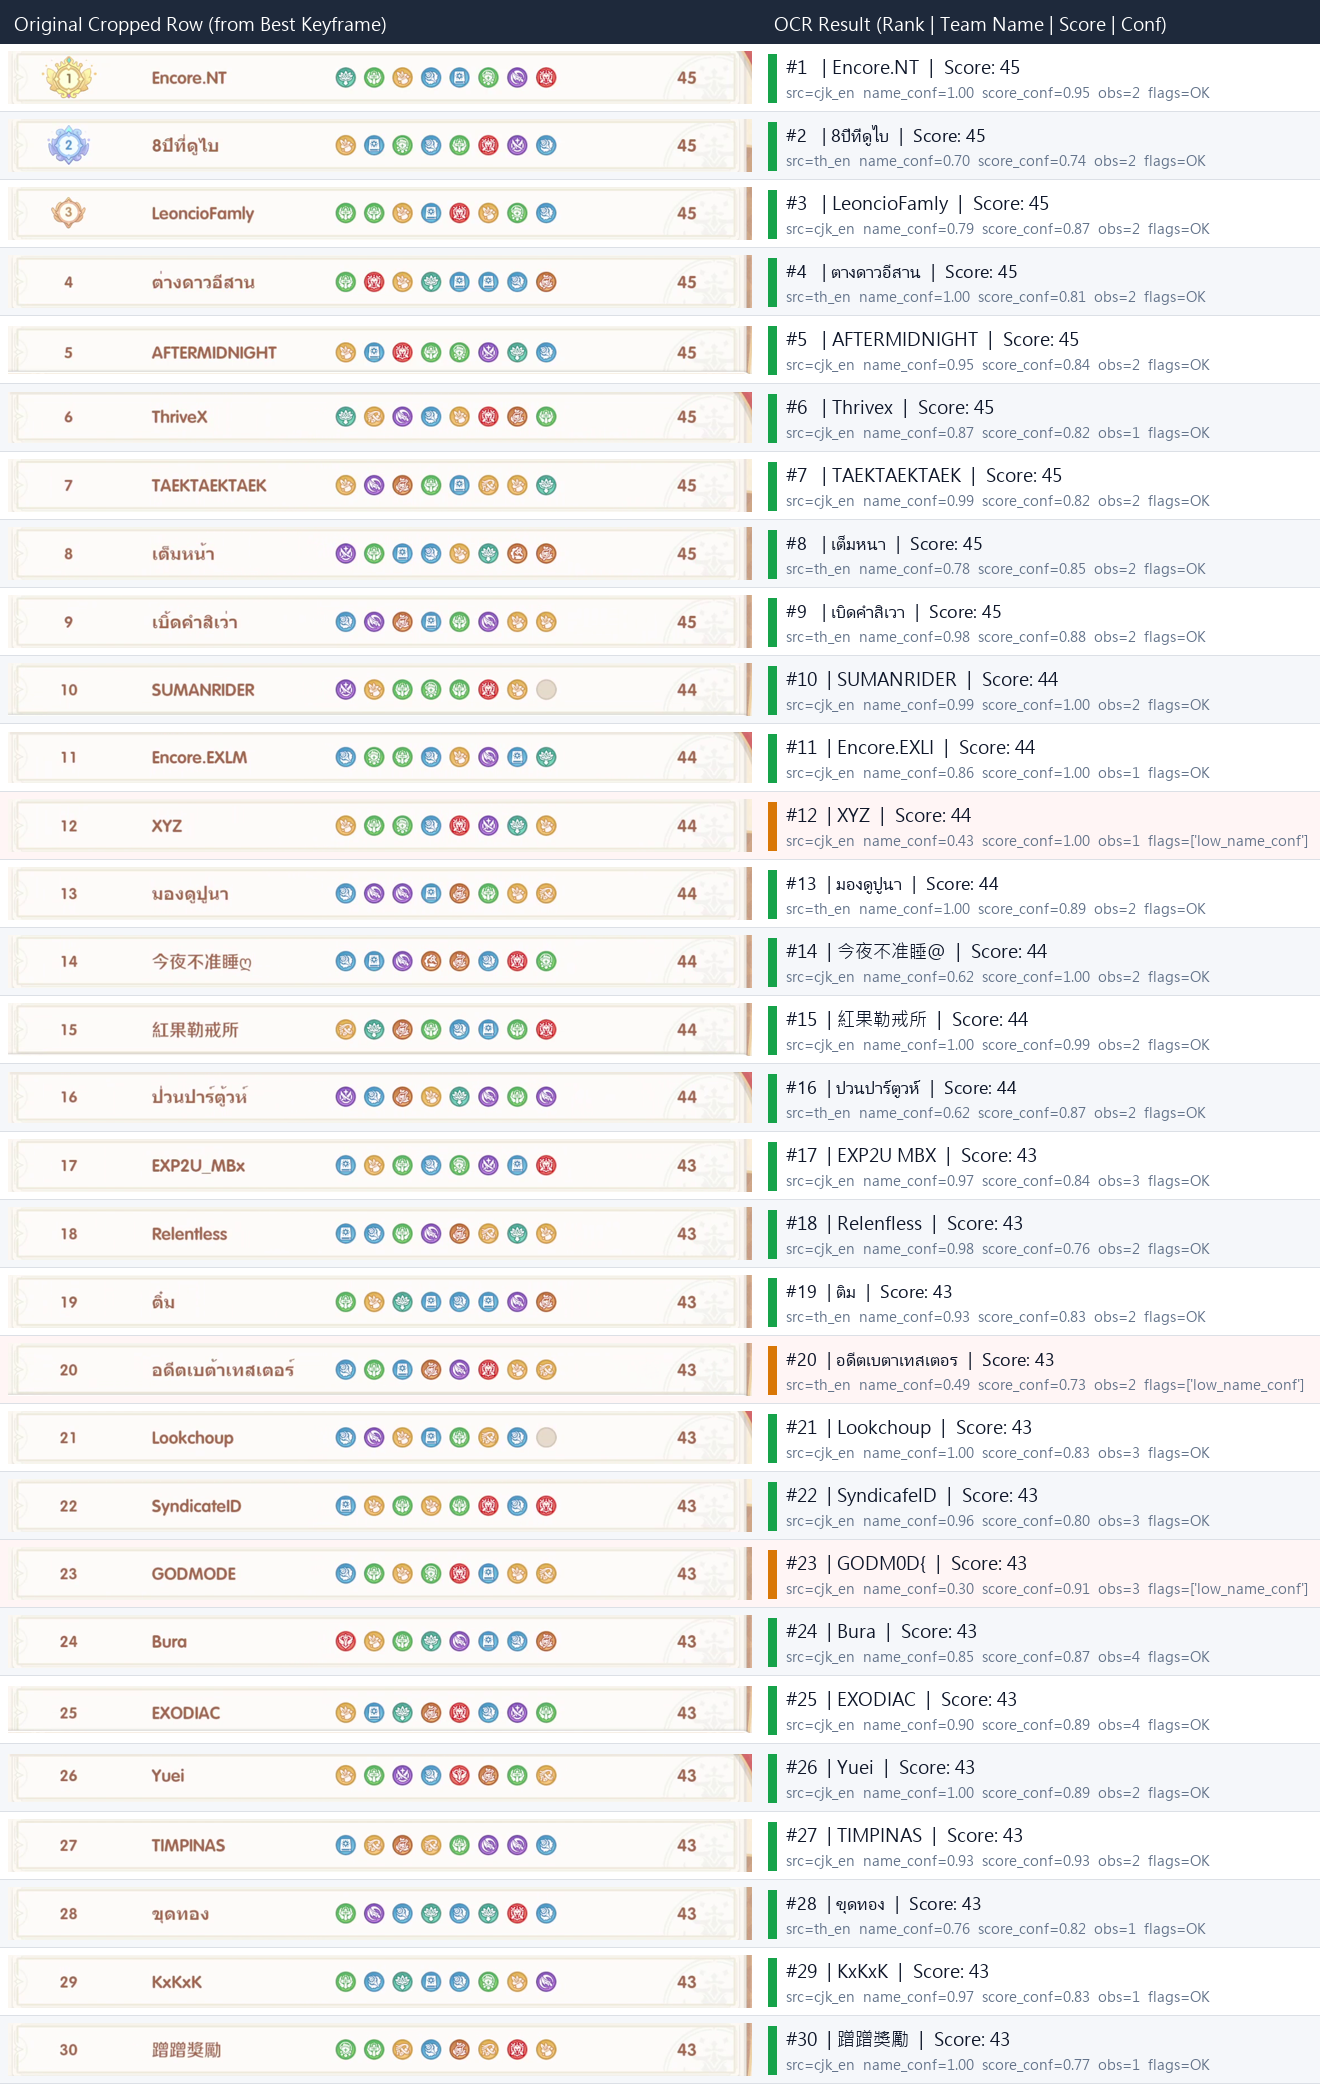 Original Cropped Row (from Best Keyframe) OCR Result (Rank | Team Name | Score | Conf)
1 Encore.NT 45 #1 | Encore.NT | Score: 45
src=cjk_en name_conf=1.00 score_conf=0.95 obs=2 flags=OK
2 8ปีที่ดูไบ 45 #2 | 8ปีทีดูไบ | Score: 45
src=th_en name_conf=0.70 score_conf=0.74 obs=2 flags=OK
3 LeoncioFamly 45 #3 | LeoncioFamly | Score: 45
src=cjk_en name_conf=0.79 score_conf=0.87 obs=2 flags=OK
4 ต่างดาวอีสาน 45 #4 | ตางดาวอีสาน | Score: 45
src=th_en name_conf=1.00 score_conf=0.81 obs=2 flags=OK
5 AFTERMIDNIGHT 45 #5 | AFTERMIDNIGHT | Score: 45
src=cjk_en name_conf=0.95 score_conf=0.84 obs=2 flags=OK
6 ThriveX 45 #6 | Thrivex | Score: 45
src=cjk_en name_conf=0.87 score_conf=0.82 obs=1 flags=OK
7 TAEKTAEKTAEK 45 #7 | TAEKTAEKTAEK | Score: 45
src=cjk_en name_conf=0.99 score_conf=0.82 obs=2 flags=OK
8 เต็มหน้า 45 #8 | เต็มหนา | Score: 45
src=th_en name_conf=0.78 score_conf=0.85 obs=2 flags=OK
9 เบิ้ดคำสิเว่า 45 #9 | เบิดคำสิเวา | Score: 45
src=th_en name_conf=0.98 score_conf=0.88 obs=2 flags=OK
10 SUMANRIDER 44 #10 | SUMANRIDER | Score: 44
src=cjk_en name_conf=0.99 score_conf=1.00 obs=2 flags=OK
11 Encore.EXLM 44 #11 | Encore.EXLI | Score: 44
src=cjk_en name_conf=0.86 score_conf=1.00 obs=1 flags=OK
12 XYZ 44 #12 | XYZ | Score: 44
src=cjk_en name_conf=0.43 score_conf=1.00 obs=1 flags=['low_name_conf']
13 มองดูปูนา 44 #13 | มองดูปูนา | Score: 44
src=th_en name_conf=1.00 score_conf=0.89 obs=2 flags=OK
14 今夜不准睡ღ 44 #14 | 今夜不准睡@ | Score: 44
src=cjk_en name_conf=0.62 score_conf=1.00 obs=2 flags=OK
15 紅果勒戒所 44 #15 | 紅果勒戒所 | Score: 44
src=cjk_en name_conf=1.00 score_conf=0.99 obs=2 flags=OK
16 ป่วนปาร์ตู้วห์ 44 #16 | ปวนปาร์ตูวห์ | Score: 44
src=th_en name_conf=0.62 score_conf=0.87 obs=2 flags=OK
17 EXP2U_MBx 43 #17 | EXP2U MBX | Score: 43
src=cjk_en name_conf=0.97 score_conf=0.84 obs=3 flags=OK
18 Relentless 43 #18 | Relenfless | Score: 43
src=cjk_en name_conf=0.98 score_conf=0.76 obs=2 flags=OK
19 ติ๋ม 43 #19 | ติม | Score: 43
src=th_en name_conf=0.93 score_conf=0.83 obs=2 flags=OK
20 อดีตเบต้าเทสเตอร์ 43 #20 | อดีตเบตาเทสเตอร | Score: 43
src=th_en name_conf=0.49 score_conf=0.73 obs=2 flags=['low_name_conf']
21 Lookchoup 43 #21 | Lookchoup | Score: 43
src=cjk_en name_conf=1.00 score_conf=0.83 obs=3 flags=OK
22 SyndicateID 43 #22 | SyndicafeID | Score: 43
src=cjk_en name_conf=0.96 score_conf=0.80 obs=3 flags=OK
23 GODMODE 43 #23 | GODM0D{ | Score: 43
src=cjk_en name_conf=0.30 score_conf=0.91 obs=3 flags=['low_name_conf']
24 Bura 43 #24 | Bura | Score: 43
src=cjk_en name_conf=0.85 score_conf=0.87 obs=4 flags=OK
25 EXODIAC 43 #25 | EXODIAC | Score: 43
src=cjk_en name_conf=0.90 score_conf=0.89 obs=4 flags=OK
26 Yuei 43 #26 | Yuei | Score: 43
src=cjk_en name_conf=1.00 score_conf=0.89 obs=2 flags=OK
27 TIMPINAS 43 #27 | TIMPINAS | Score: 43
src=cjk_en name_conf=0.93 score_conf=0.93 obs=2 flags=OK
28 ขุดทอง 43 #28 | ขุดทอง | Score: 43
src=th_en name_conf=0.76 score_conf=0.82 obs=1 flags=OK
29 KxKxK 43 #29 | KxKxK | Score: 43
src=cjk_en name_conf=0.97 score_conf=0.83 obs=1 flags=OK
30 蹭蹭獎勵 43 #30 | 蹭蹭獎勵 | Score: 43
src=cjk_en name_conf=1.00 score_conf=0.77 obs=1 flags=OK